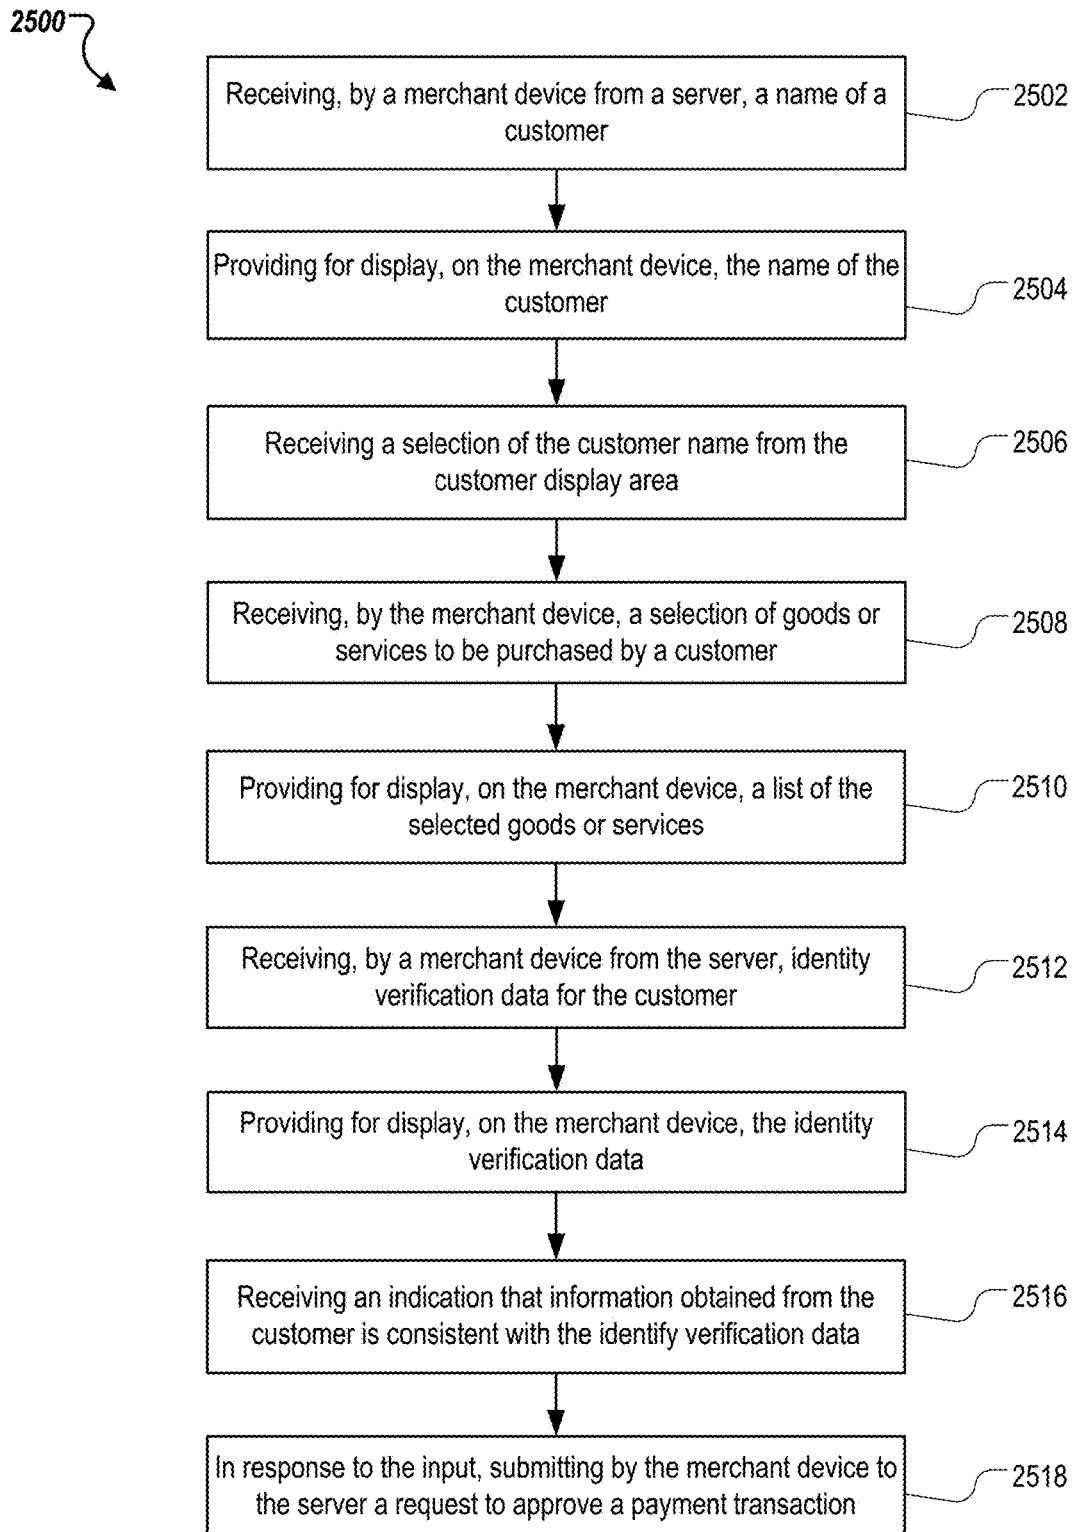 2500
Receiving, by a merchant device from a server, a name of a
customer
2502
Providing for display, on the merchant device, the name of the
customer
2504
Receiving a selection of the customer name from the
customer display area
2506
Receiving, by the merchant device, a selection of goods or
services to be purchased by a customer
2508
Providing for display, on the merchant device, a list of the
selected goods or services
2510
Receiving, by a merchant device from the server, identity
verification data for the customer
2512
Providing for display, on the merchant device, the identity
verification data
2514
Receiving an indication that information obtained from the
customer is consistent with the identify verification data
2516
In response to the input, submitting by the merchant device to
the server a request to approve a payment transaction
2518